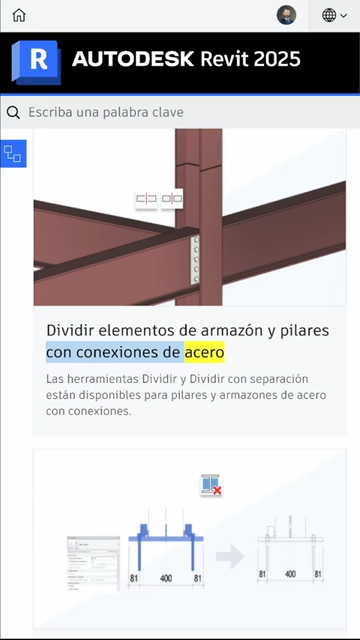 R AUTODESK Revit 2025
Escriba una palabra clave
Dividir elementos de armazón y pilares
con conexiones de acero
Las herramientas Dividir y Dividir con separación
están disponibles para pilares y armazones de acero
con conexiones.
81 400 81
81 400 81